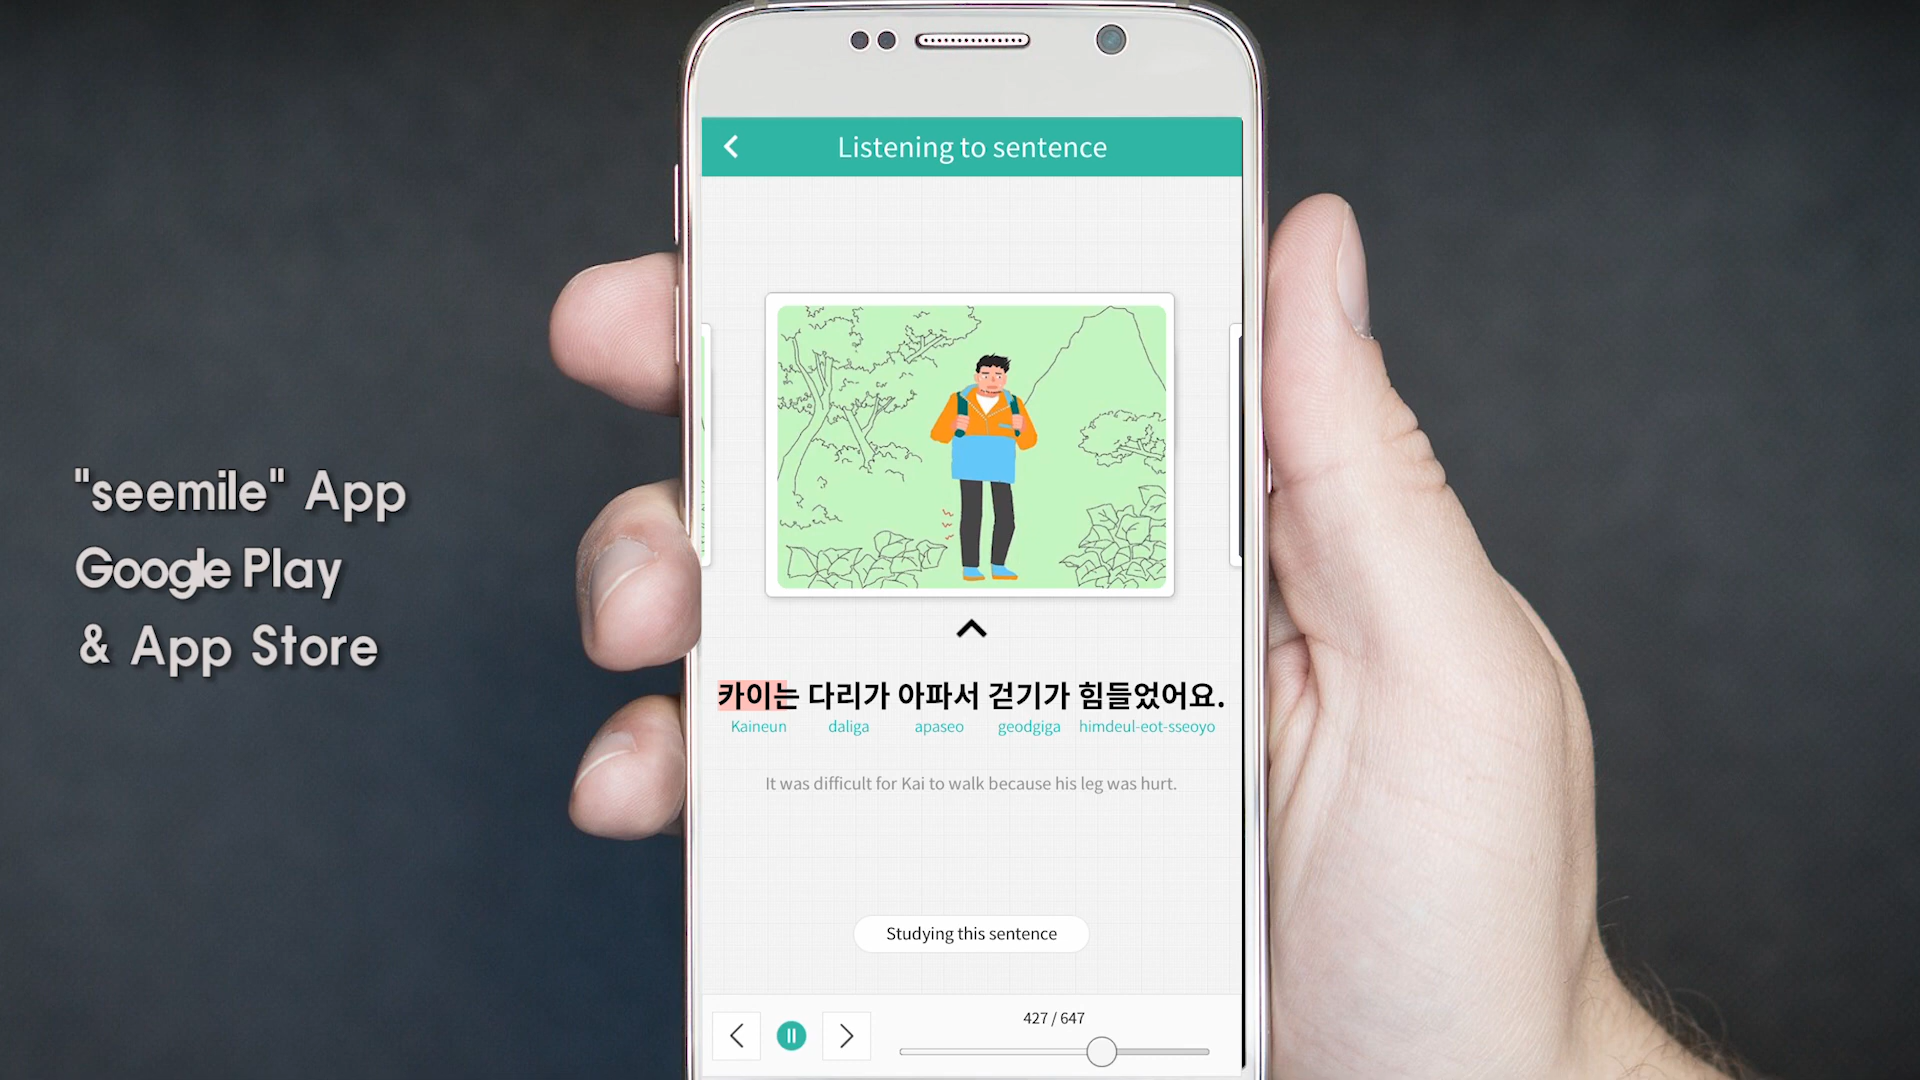 "seemile" App
Google Play
& App Store
Listening to sentence
카이는 다리가 아파서 걷기가 힘들었어요.
Kaineun daliga apaseo geodgiga himdeul-eot-sseoyo
It was difficult for Kai to walk because his leg was hurt.
Studying this sentence
427 / 647